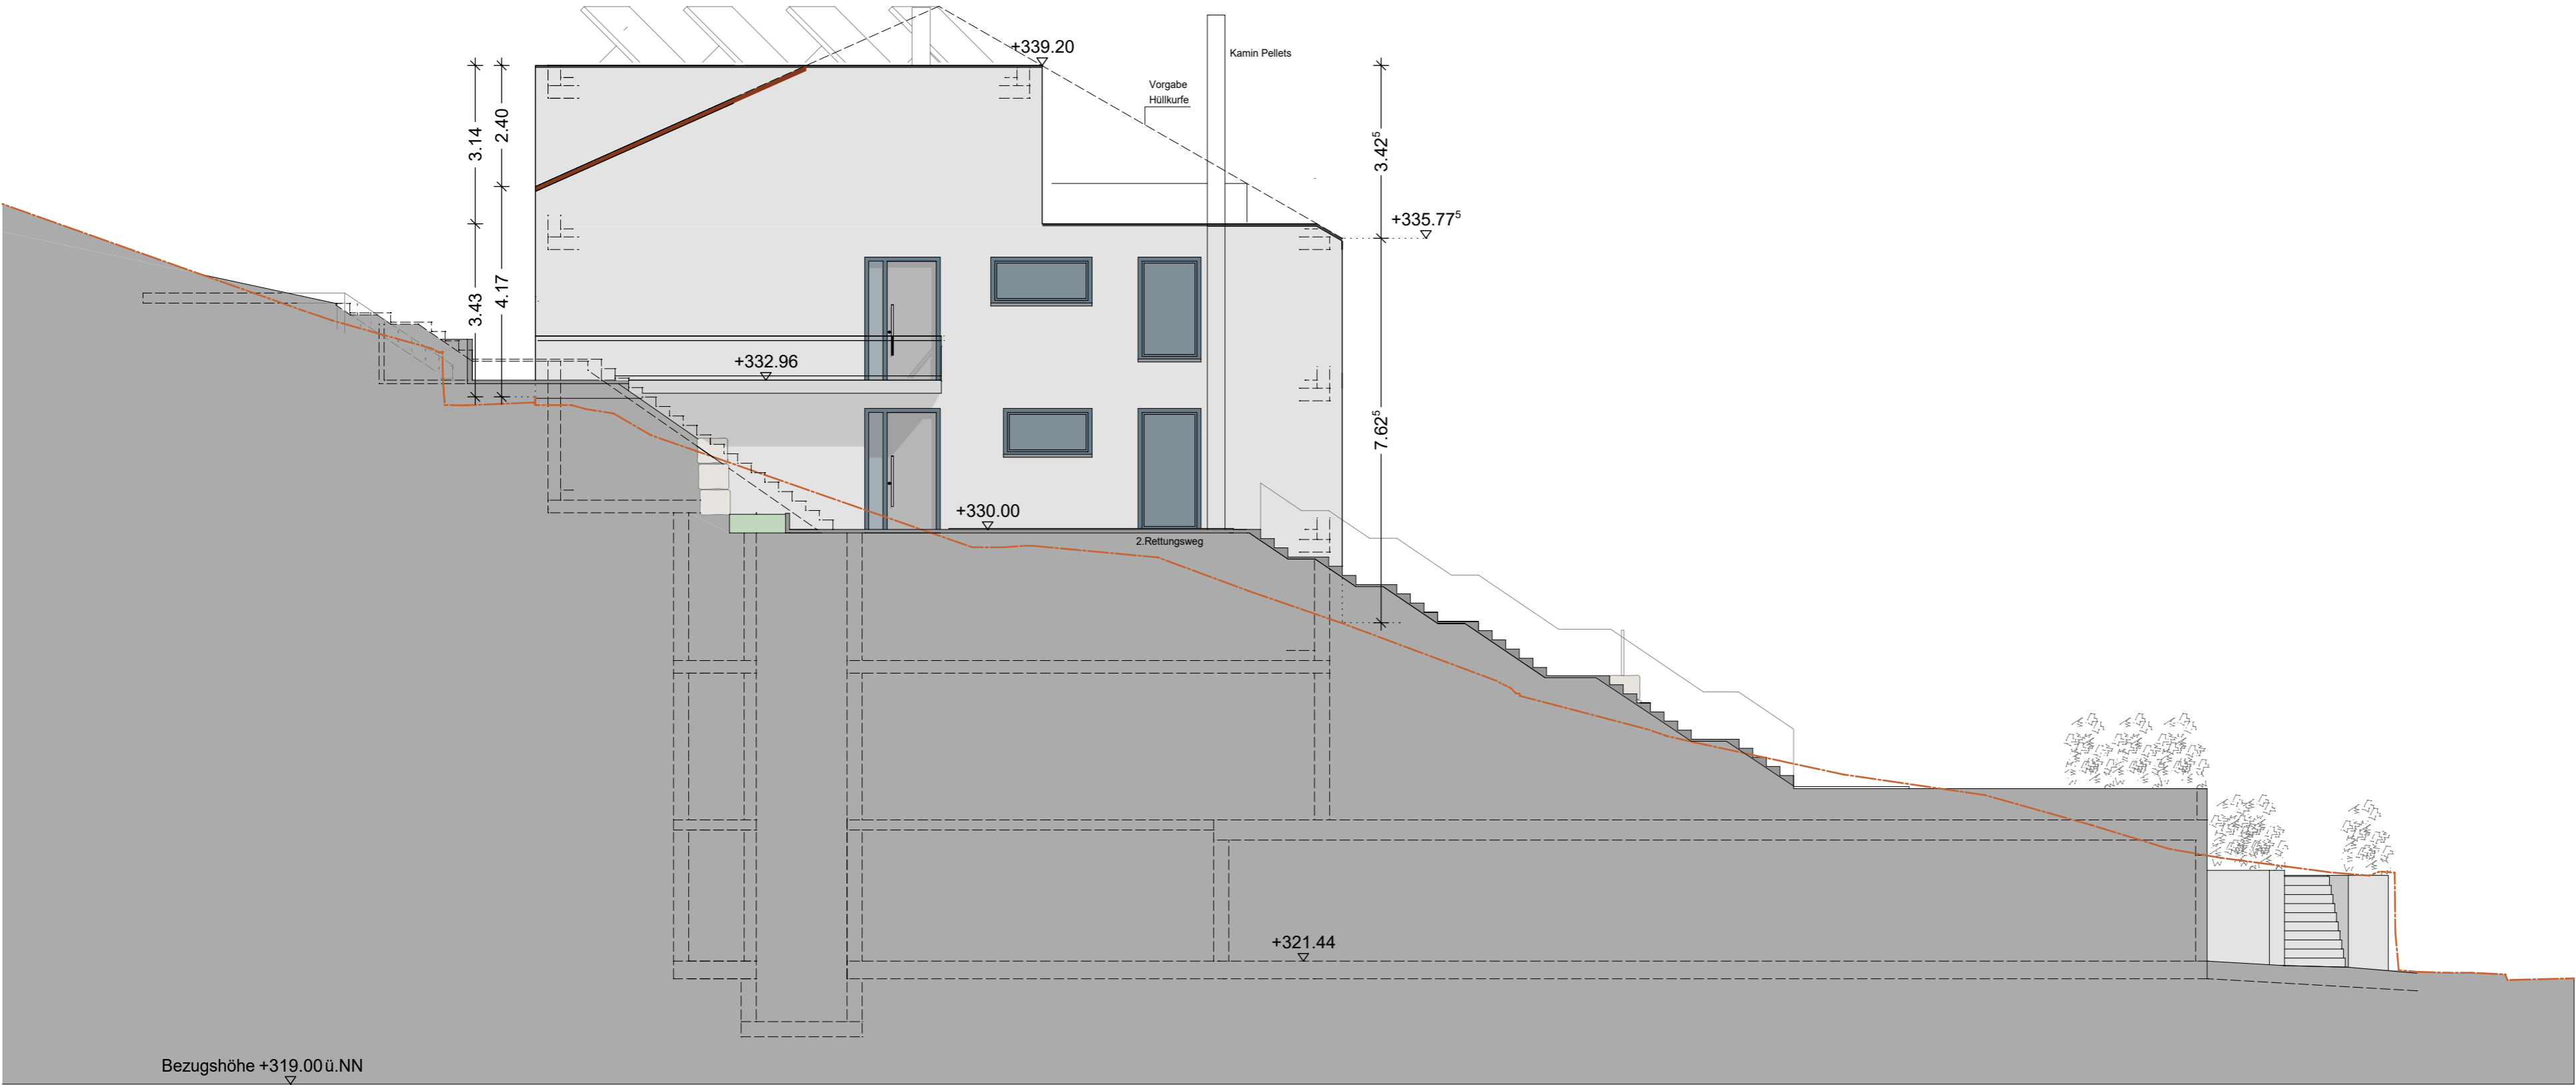 +339.20
Kamin Pellets
Vorgabe
Hüllkurfe
3.14
2.40
3.42⁵
+335.77⁵
3.43
4.17
+332.96
7.62⁵
+330.00
2.Rettungsweg
+321.44
Bezugshöhe +319.00 ü.NN